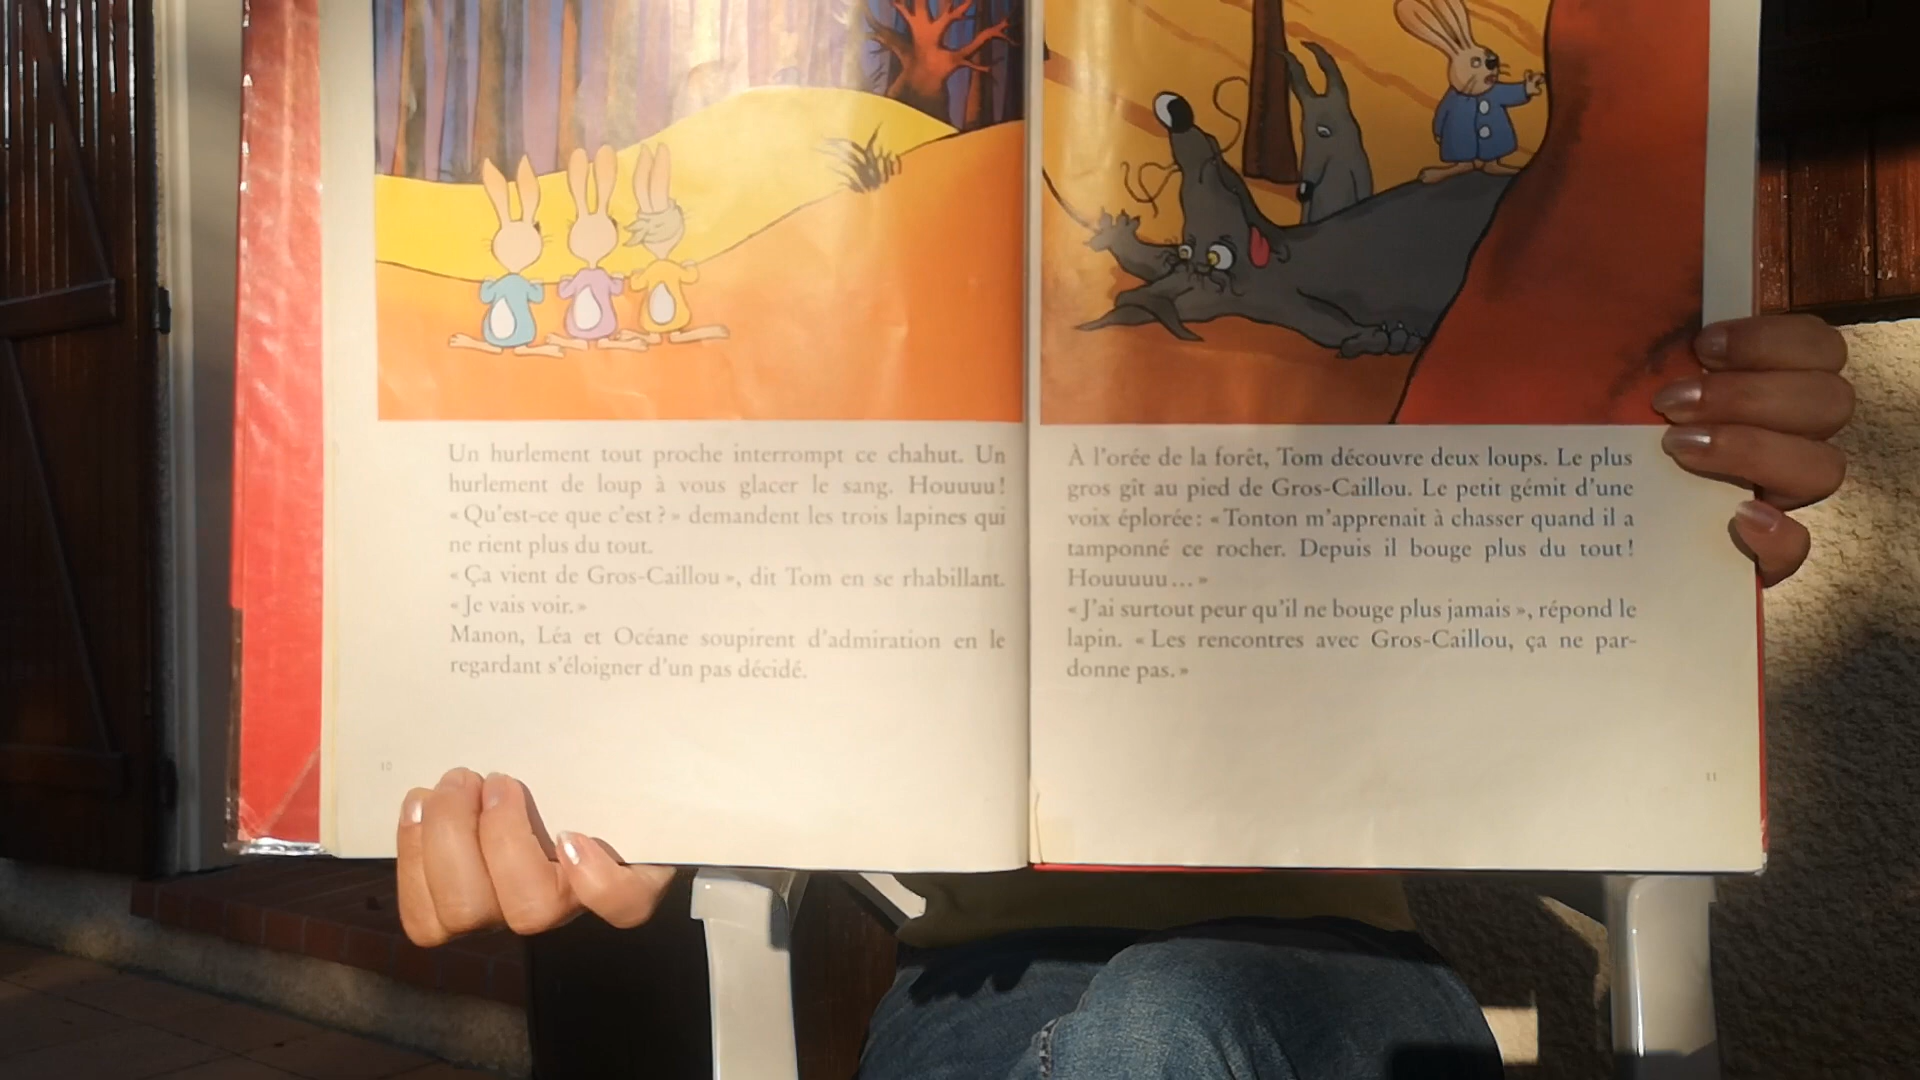 Un hurlement tout proche interrompt ce chahut. Un
hurlement de loup à vous glacer le sang. Houuuu!
« Qu'est-ce que c'est ? » demandent les trois lapines qui
ne rient plus du tout.
« Ça vient de Gros-Caillou », dit Tom en se rhabillant.
« Je vais voir. »
Manon, Léa et Océane soupirent d'admiration en le
regardant s'éloigner d'un pas décidé.
10
À l'orée de la forêt, Tom découvre deux loups. Le plus
gros gît au pied de Gros-Caillou. Le petit gémit d'une
voix éplorée : « Tonton m'apprenait à chasser quand il a
tamponné ce rocher. Depuis il bouge plus du tout!
Houuuuu... »
« J'ai surtout peur qu'il ne bouge plus jamais », répond le
lapin. « Les rencontres avec Gros-Caillou, ça ne par-
donne pas. »
11